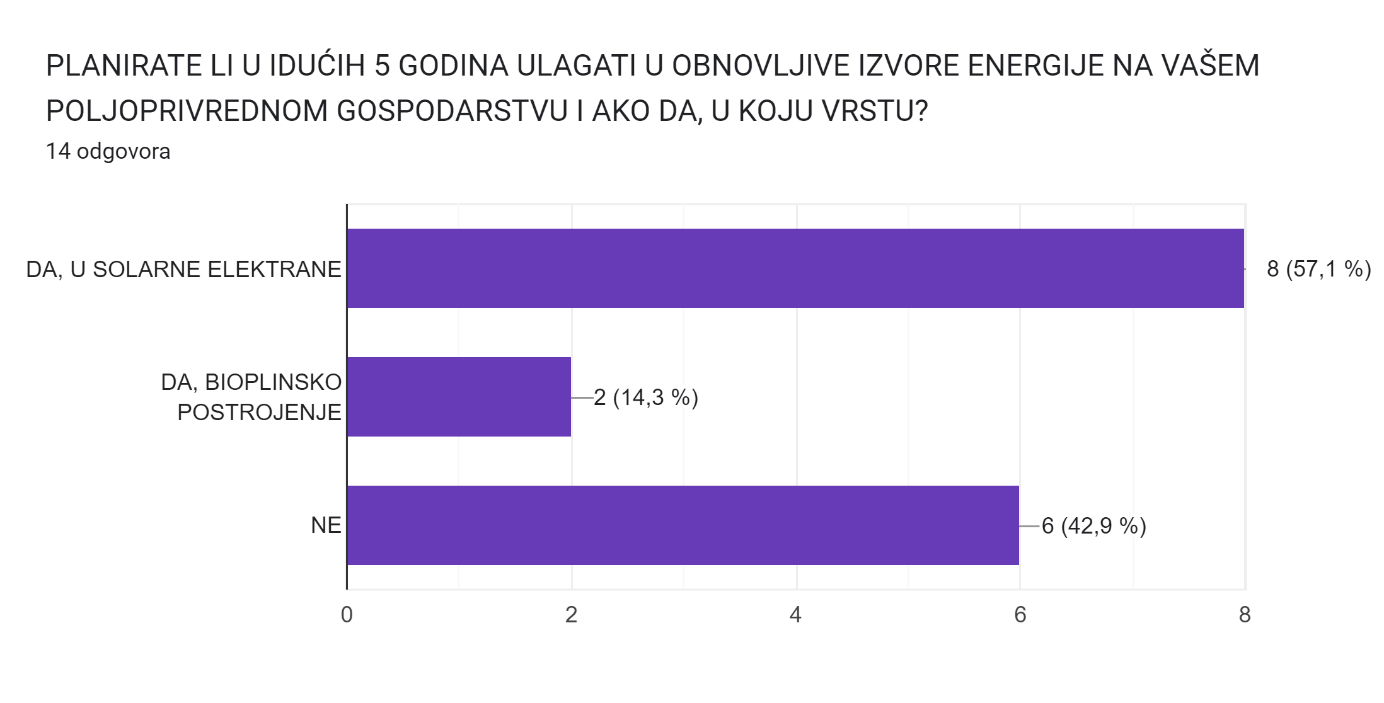 PLANIRATE LI U IDUĆIH 5 GODINA ULAGATI U OBNOVLJIVE IZVORE ENERGIJE NA VAŠEM
POLJOPRIVREDNOM GOSPODARSTVU I AKO DA, U KOJU VRSTU?
14 odgovora
DA, U SOLARNE ELEKTRANE
8 (57,1 %)
DA, BIOPLINSKO
POSTROJENJE
2 (14,3 %)
NE
6 (42,9 %)
0 2 4 6 8